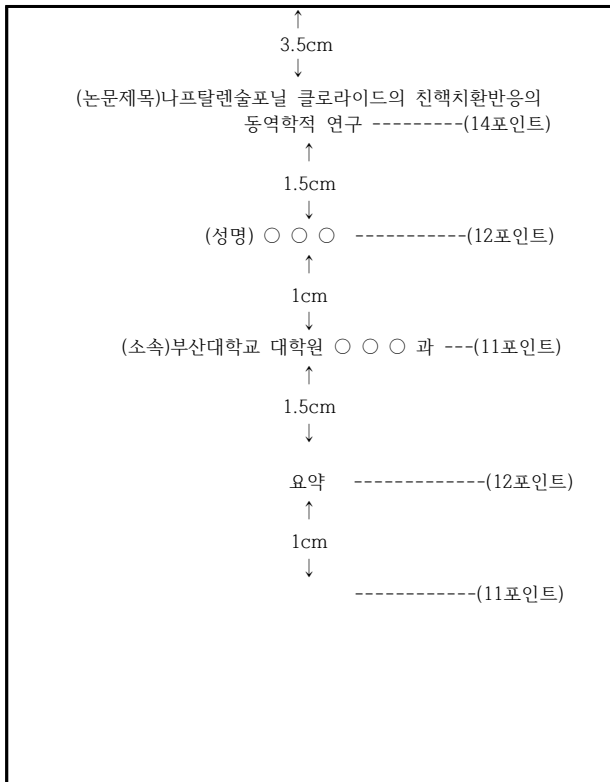 ↑
3.5cm
↓
(논문제목)나프탈렌술포닐 클로라이드의 친핵치환반응의
동역학적 연구 ---------(14포인트)
↑
1.5cm
↓
(성명) ○ ○ ○ -----------(12포인트)
↑
1cm
↓
(소속)부산대학교 대학원 ○ ○ ○ 과 ---(11포인트)
↑
1.5cm
↓
요약 -------------(12포인트)
↑
1cm
↓
------------(11포인트)